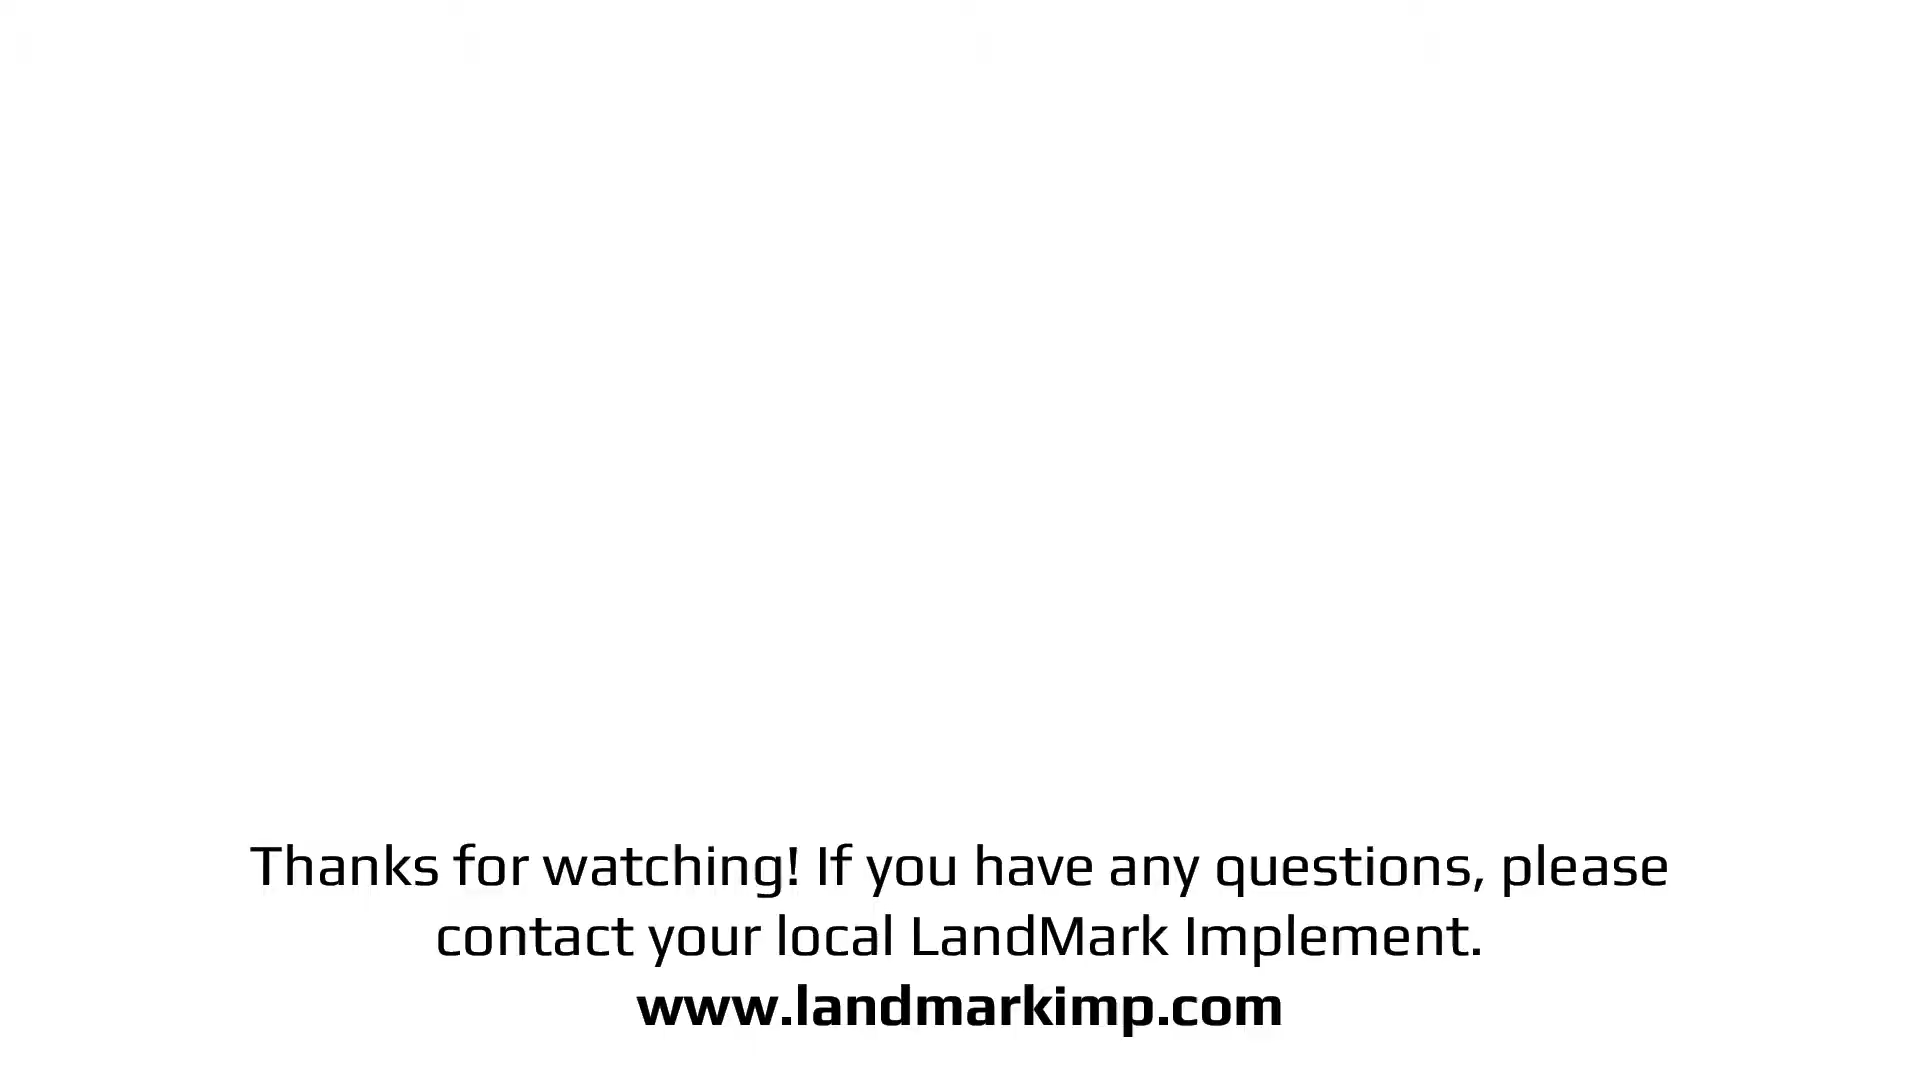 Thanks for watching! If you have any questions, please
contact your local LandMark Implement.
www.landmarkimp.com